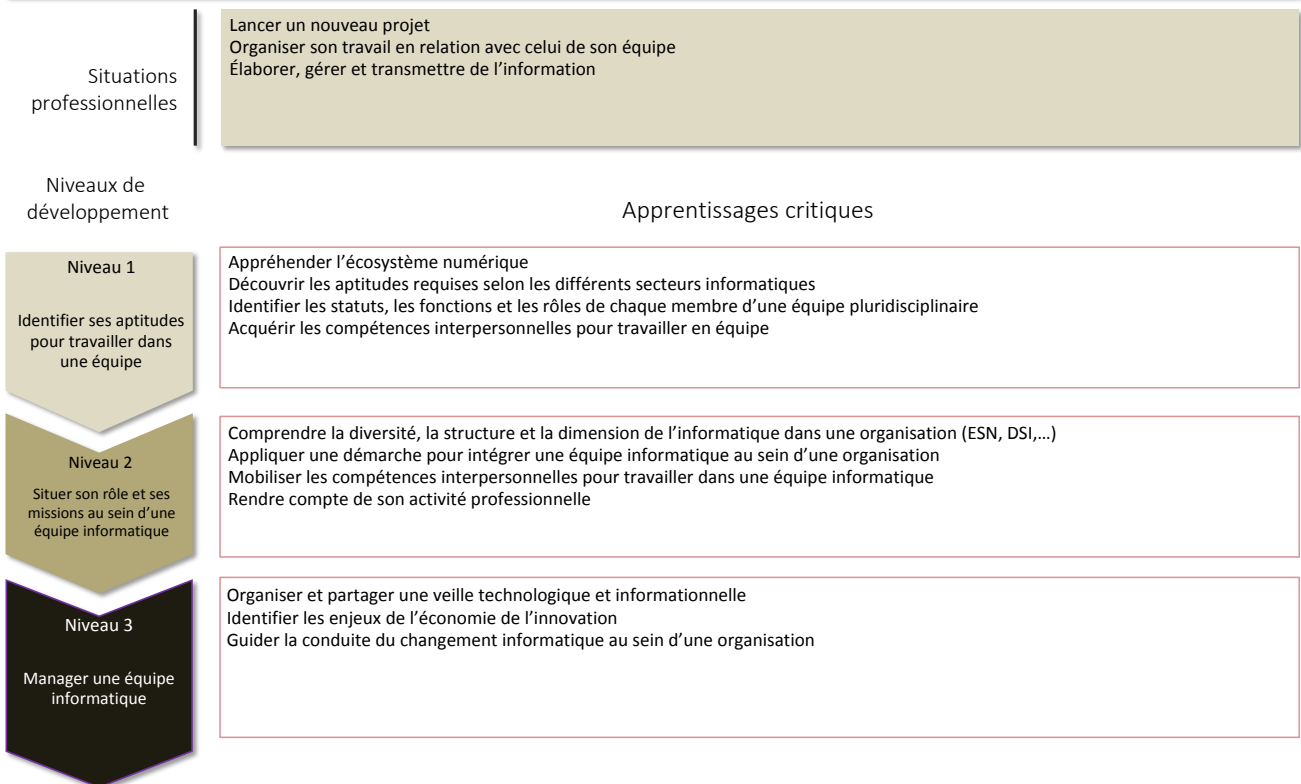 Situations
professionnelles
Lancer un nouveau projet
Organiser son travail en relation avec celui de son équipe
Élaborer, gérer et transmettre de l’information
Niveaux de
développement
Apprentissages critiques
Niveau 1
Identifier ses aptitudes
pour travailler dans
une équipe
Appréhender l’écosystème numérique
Découvrir les aptitudes requises selon les différents secteurs informatiques
Identifier les statuts, les fonctions et les rôles de chaque membre d’une équipe pluridisciplinaire
Acquérir les compétences interpersonnelles pour travailler en équipe
Niveau 2
Situer son rôle et ses
missions au sein d’une
équipe informatique
Comprendre la diversité, la structure et la dimension de l’informatique dans une organisation (ESN, DSI,…)
Appliquer une démarche pour intégrer une équipe informatique au sein d’une organisation
Mobiliser les compétences interpersonnelles pour travailler dans une équipe informatique
Rendre compte de son activité professionnelle
Niveau 3
Manager une équipe
informatique
Organiser et partager une veille technologique et informationnelle
Identifier les enjeux de l’économie de l’innovation
Guider la conduite du changement informatique au sein d’une organisation